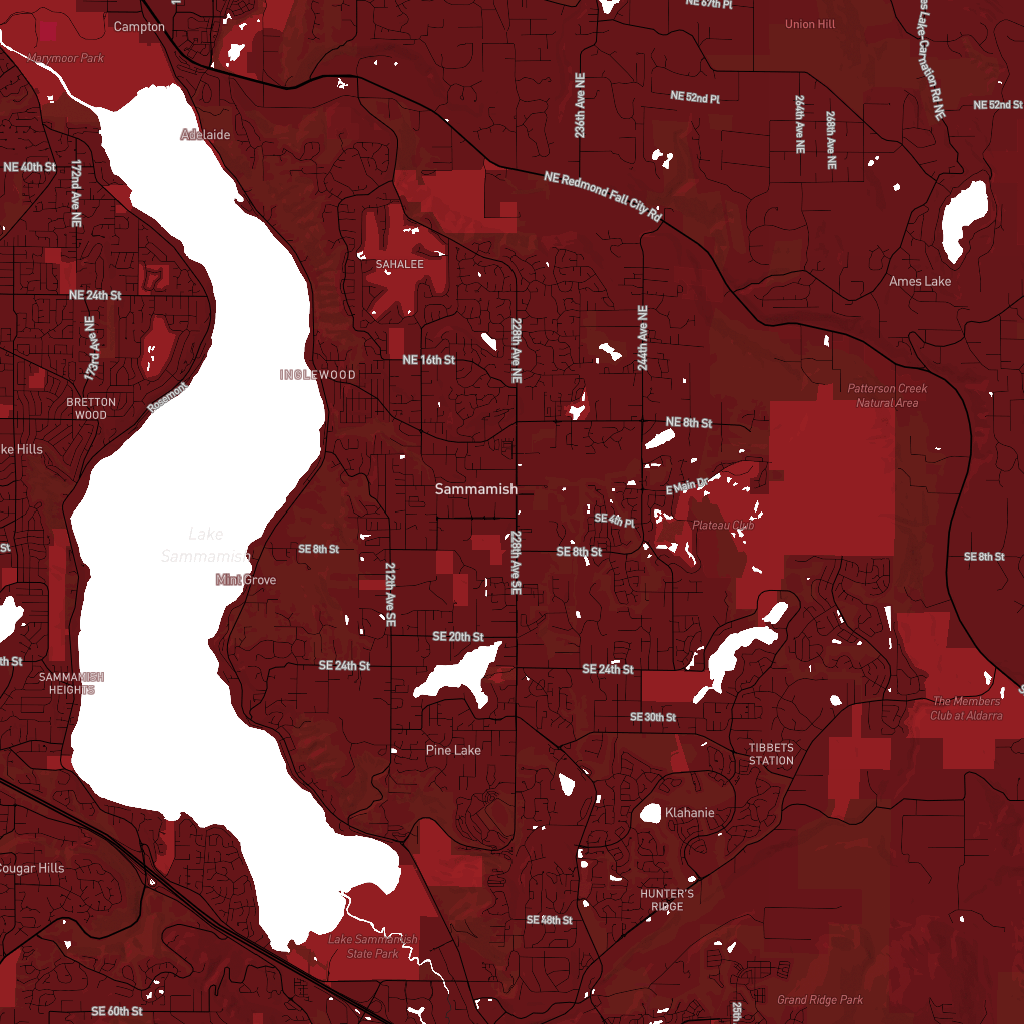 NE 67th Pl
Campton
Union Hill
Marymoor Park
Ames Lake-Carnation Rd NE
236th Ave NE
NE 52nd Pl
264th Ave NE
268th Ave NE
NE 52nd St
Adelaide
NE 40th St
172nd Ave NE
NE Redmond Fall City Rd
SAHALEE
Ames Lake
NE 24th St
173rd Ave NE
228th Ave NE
244th Ave NE
NE 16th St
INGLEWOOD
Rosemont
BRETTON
WOOD
Patterson Creek
Natural Area
NE 8th St
ke Hills
Sammamish
E Main Dr
SE 4th Pl
Plateau Club
Lake
Sammamish
St
SE 8th St
228th Ave SE
SE 8th St
SE 8th St
Mint Grove
212th Ave SE
SE 20th St
th St
SE 24th St
SE 24th St
SAMMAMISH
HEIGHTS
The Members
Club at Aldarra
SE 30th St
Pine Lake
TIBBETS
STATION
Klahanie
Cougar Hills
HUNTER'S
RIDGE
SE 48th St
Lake Sammamish
State Park
Grand Ridge Park
SE 60th St
25th